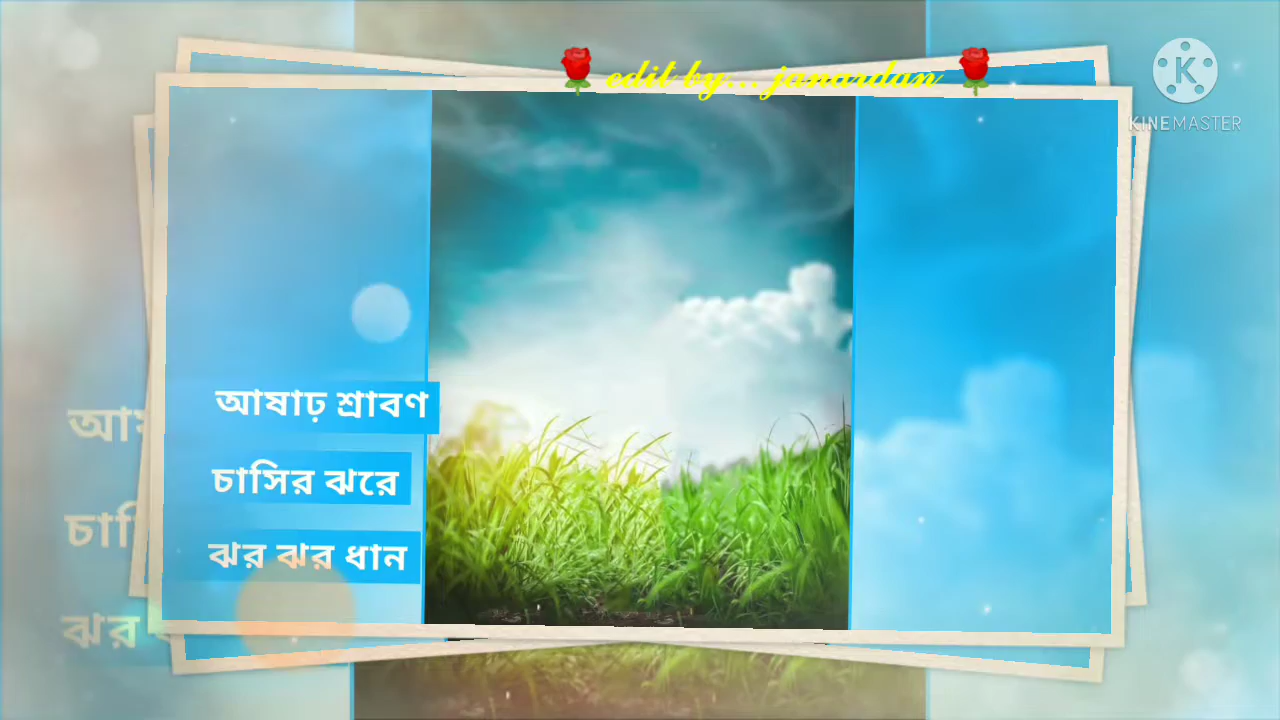 🌹 edit by... janardan 🌹
KINEMASTER
আষাঢ় শ্রাবণ
চাসির ঝরে
ঝর ঝর ধান